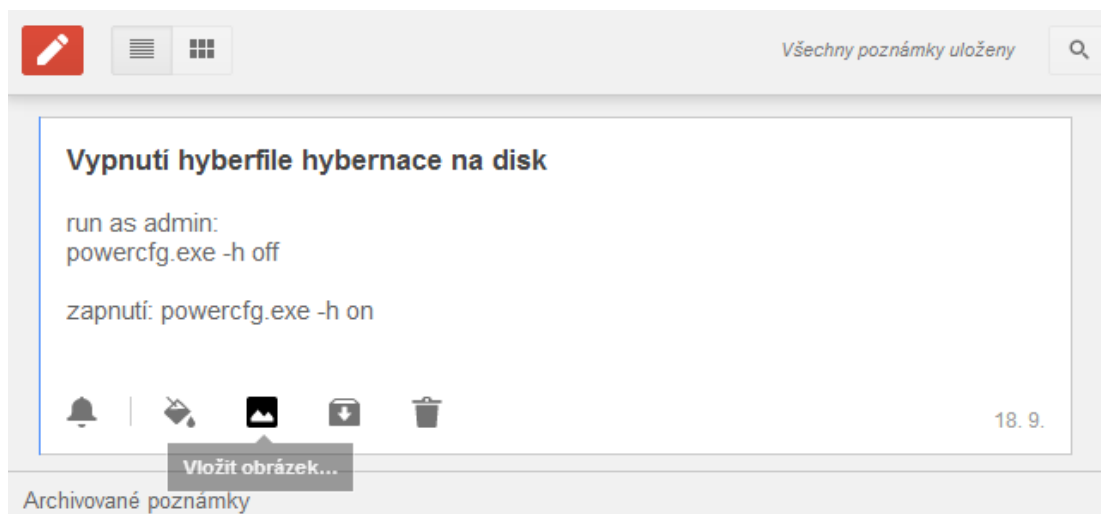 Všechny poznámky uloženy
Vypnutí hyberfile hybernace na disk
run as admin:
powercfg.exe -h off
zapnutí: powercfg.exe -h on
18. 9.
Vložit obrázek...
Archivované poznámky